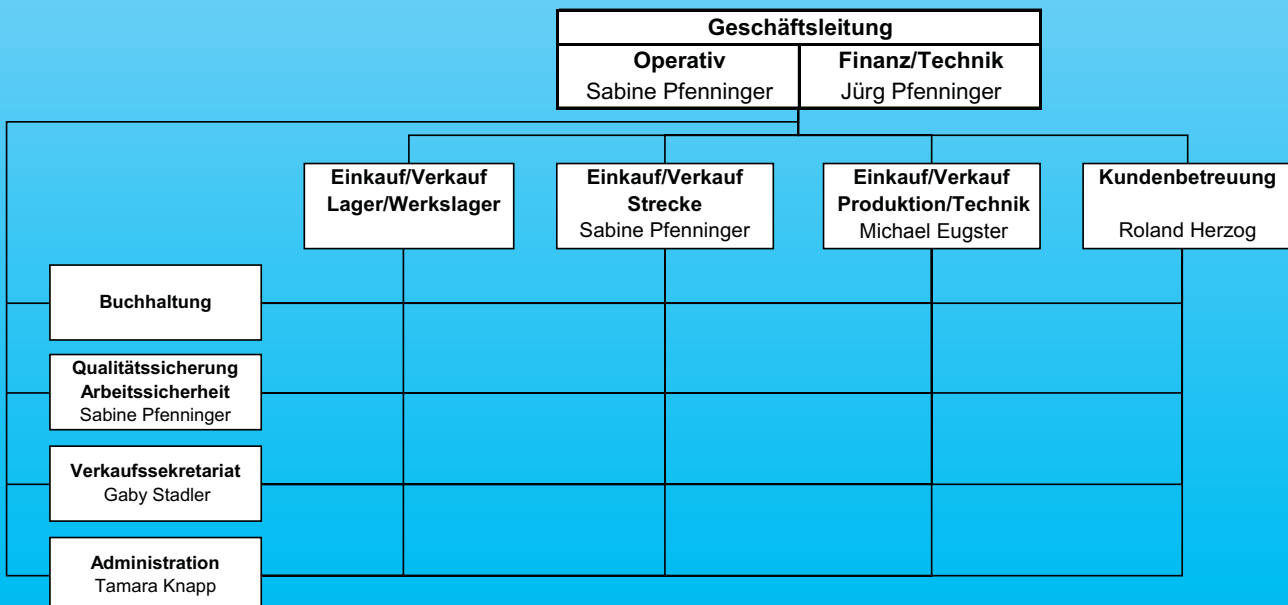 Geschäftsleitung
Operativ
Sabine Pfenninger
Finanz/Technik
Jürg Pfenninger
Einkauf/Verkauf
Lager/Werkslager
Einkauf/Verkauf
Strecke
Sabine Pfenninger
Einkauf/Verkauf
Produktion/Technik
Michael Eugster
Kundenbetreuung
Roland Herzog
Buchhaltung
Qualitätssicherung
Arbeitssicherheit
Sabine Pfenninger
Verkaufssekretariat
Gaby Stadler
Administration
Tamara Knapp